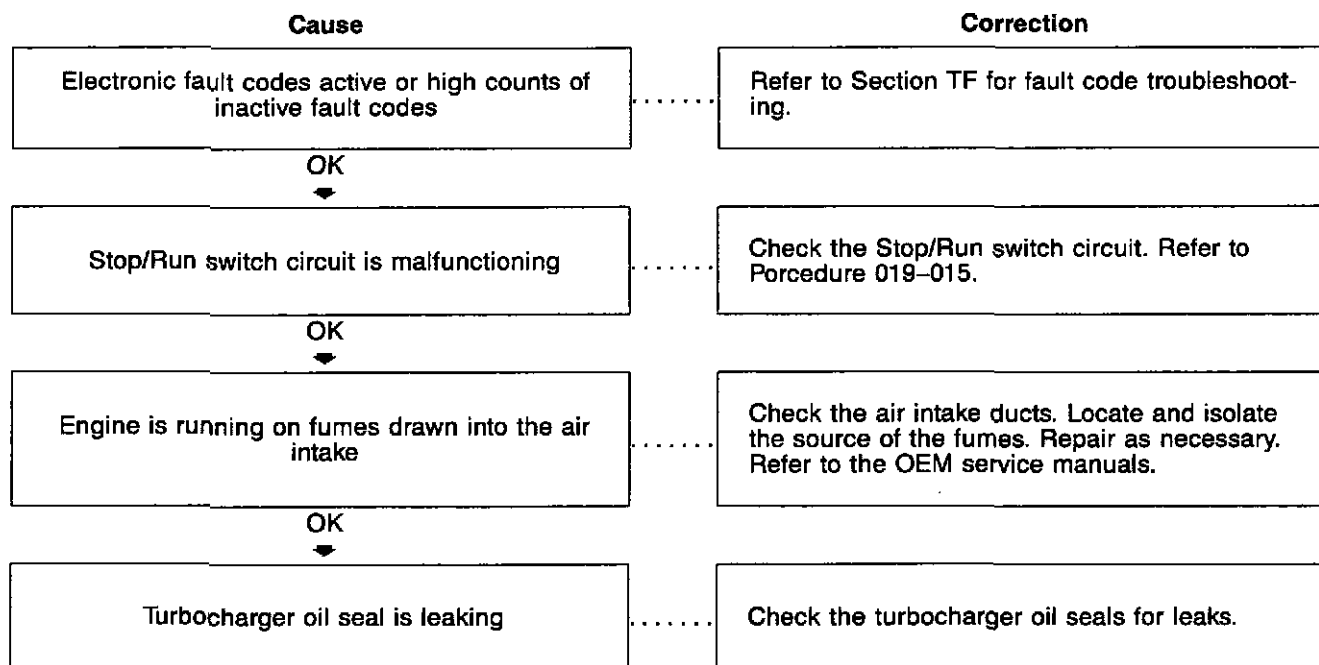 Cause
Correction
Electronic fault codes active or high counts of
inactive fault codes
Refer to Section TF for fault code troubleshoot-
ing.
OK
Stop/Run switch circuit is malfunctioning
Check the Stop/Run switch circuit. Refer to
Porcedure 019–015.
OK
Engine is running on fumes drawn into the air
intake
Check the air intake ducts. Locate and isolate
the source of the fumes. Repair as necessary.
Refer to the OEM service manuals.
OK
Turbocharger oil seal is leaking
Check the turbocharger oil seals for leaks.